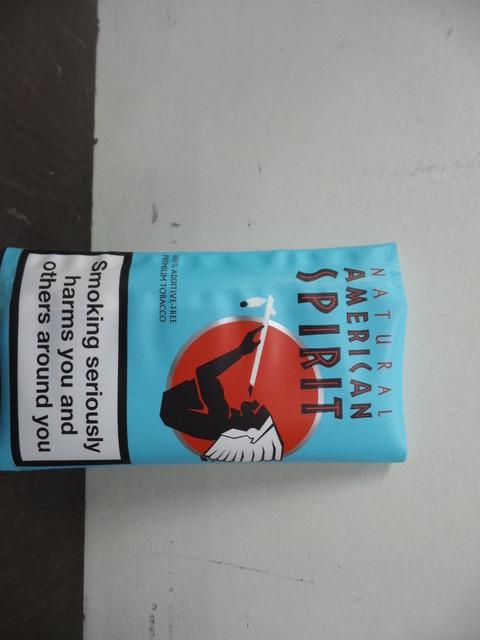 NATURAL
AMERICAN
SPIRIT
100% ADDITIVE-FREE
PREMIUM TOBACCO
Smoking seriously
harms you and
others around you